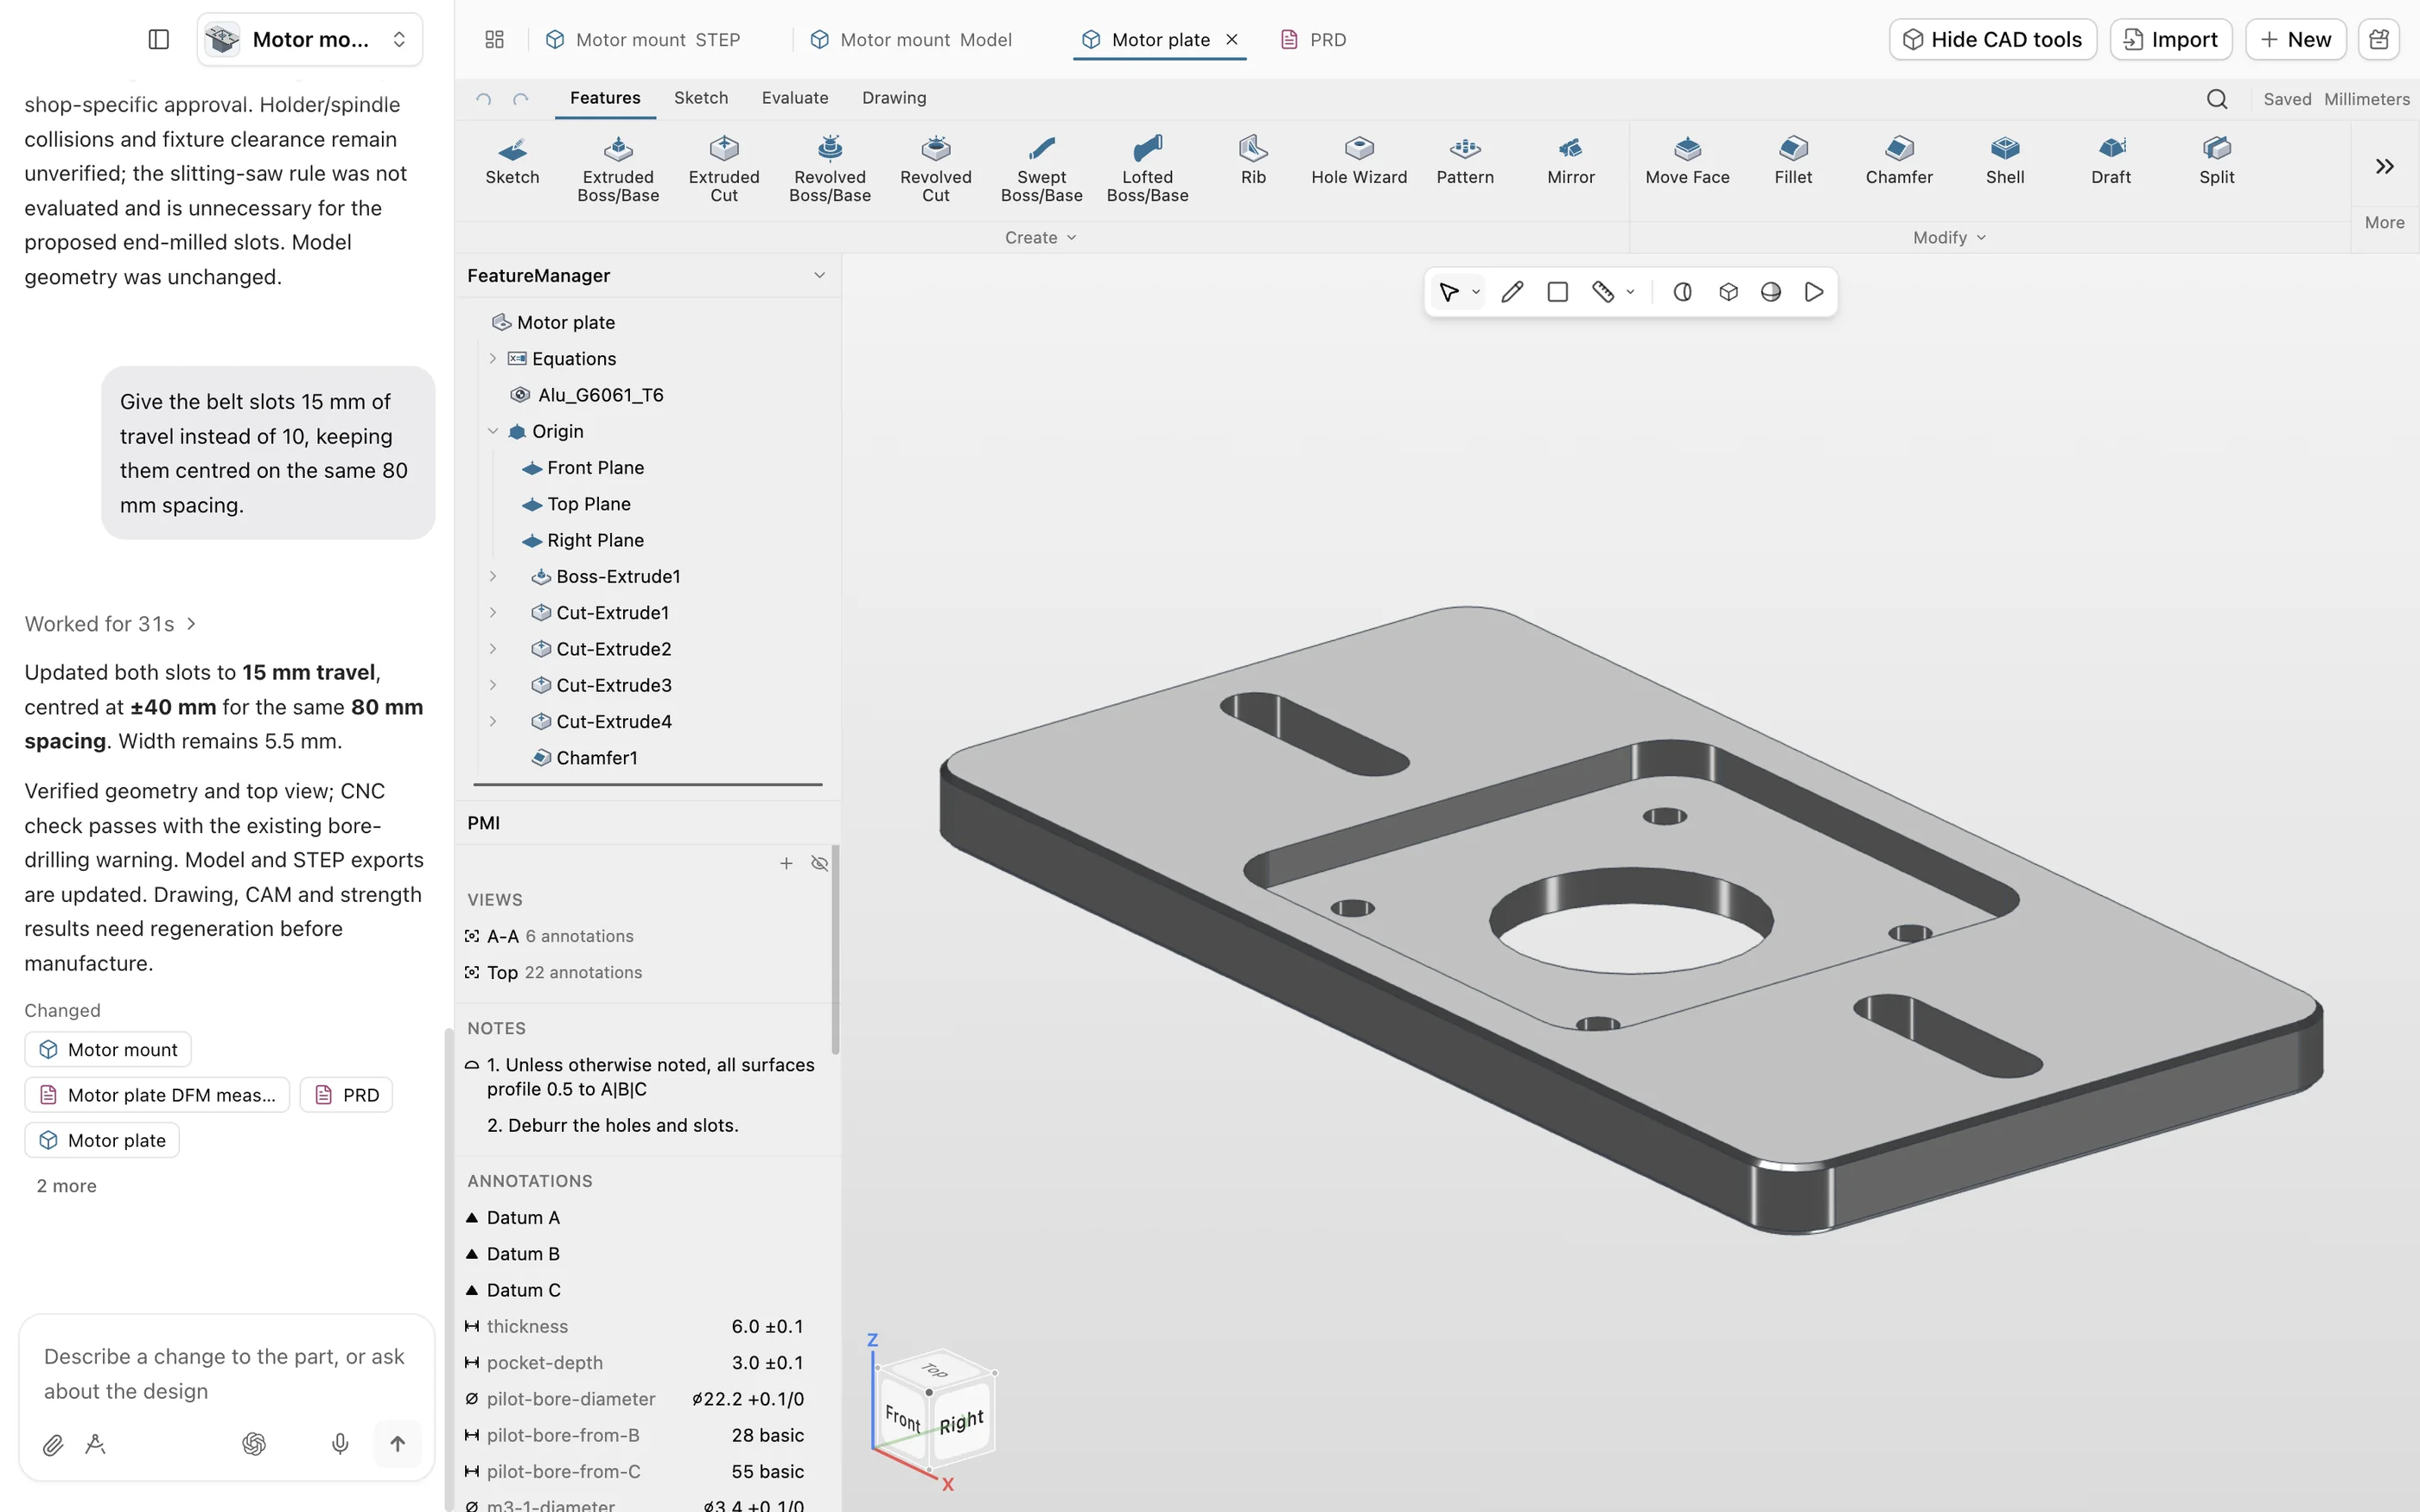 Motor mo...
shop-specific approval. Holder/spindle
collisions and fixture clearance remain
unverified; the slitting-saw rule was not
evaluated and is unnecessary for the
proposed end-milled slots. Model
geometry was unchanged.
Give the belt slots 15 mm of
travel instead of 10, keeping
them centred on the same 80
mm spacing.
Worked for 31s
Updated both slots to 15 mm travel,
centred at ±40 mm for the same 80 mm
spacing. Width remains 5.5 mm.
Verified geometry and top view; CNC
check passes with the existing bore-
drilling warning. Model and STEP exports
are updated. Drawing, CAM and strength
results need regeneration before
manufacture.
Changed
Motor mount
Motor plate DFM meas... PRD
Motor plate
2 more
Describe a change to the part, or ask
about the design
Motor mount STEP Motor mount Model Motor plate PRD
Hide CAD tools Import New
Features Sketch Evaluate Drawing
Saved Millimeters
Sketch
Extruded
Boss/Base
Extruded
Cut
Revolved
Boss/Base
Revolved
Cut
Swept
Boss/Base
Lofted
Boss/Base
Rib
Hole Wizard
Pattern
Mirror
Move Face
Fillet
Chamfer
Shell
Draft
Split
Create
Modify
More
FeatureManager
Motor plate
Equations
Alu_G6061_T6
Origin
Front Plane
Top Plane
Right Plane
Boss-Extrude1
Cut-Extrude1
Cut-Extrude2
Cut-Extrude3
Cut-Extrude4
Chamfer1
PMI
VIEWS
A-A 6 annotations
Top 22 annotations
NOTES
1. Unless otherwise noted, all surfaces
profile 0.5 to A|B|C
2. Deburr the holes and slots.
ANNOTATIONS
Datum A
Datum B
Datum C
thickness 6.0 ±0.1
pocket-depth 3.0 ±0.1
pilot-bore-diameter ⌀22.2 +0.1/0
pilot-bore-from-B 28 basic
pilot-bore-from-C 55 basic
m3-1-diameter ⌀3.4 +0.1/0
Z
Top
Front
Right
X